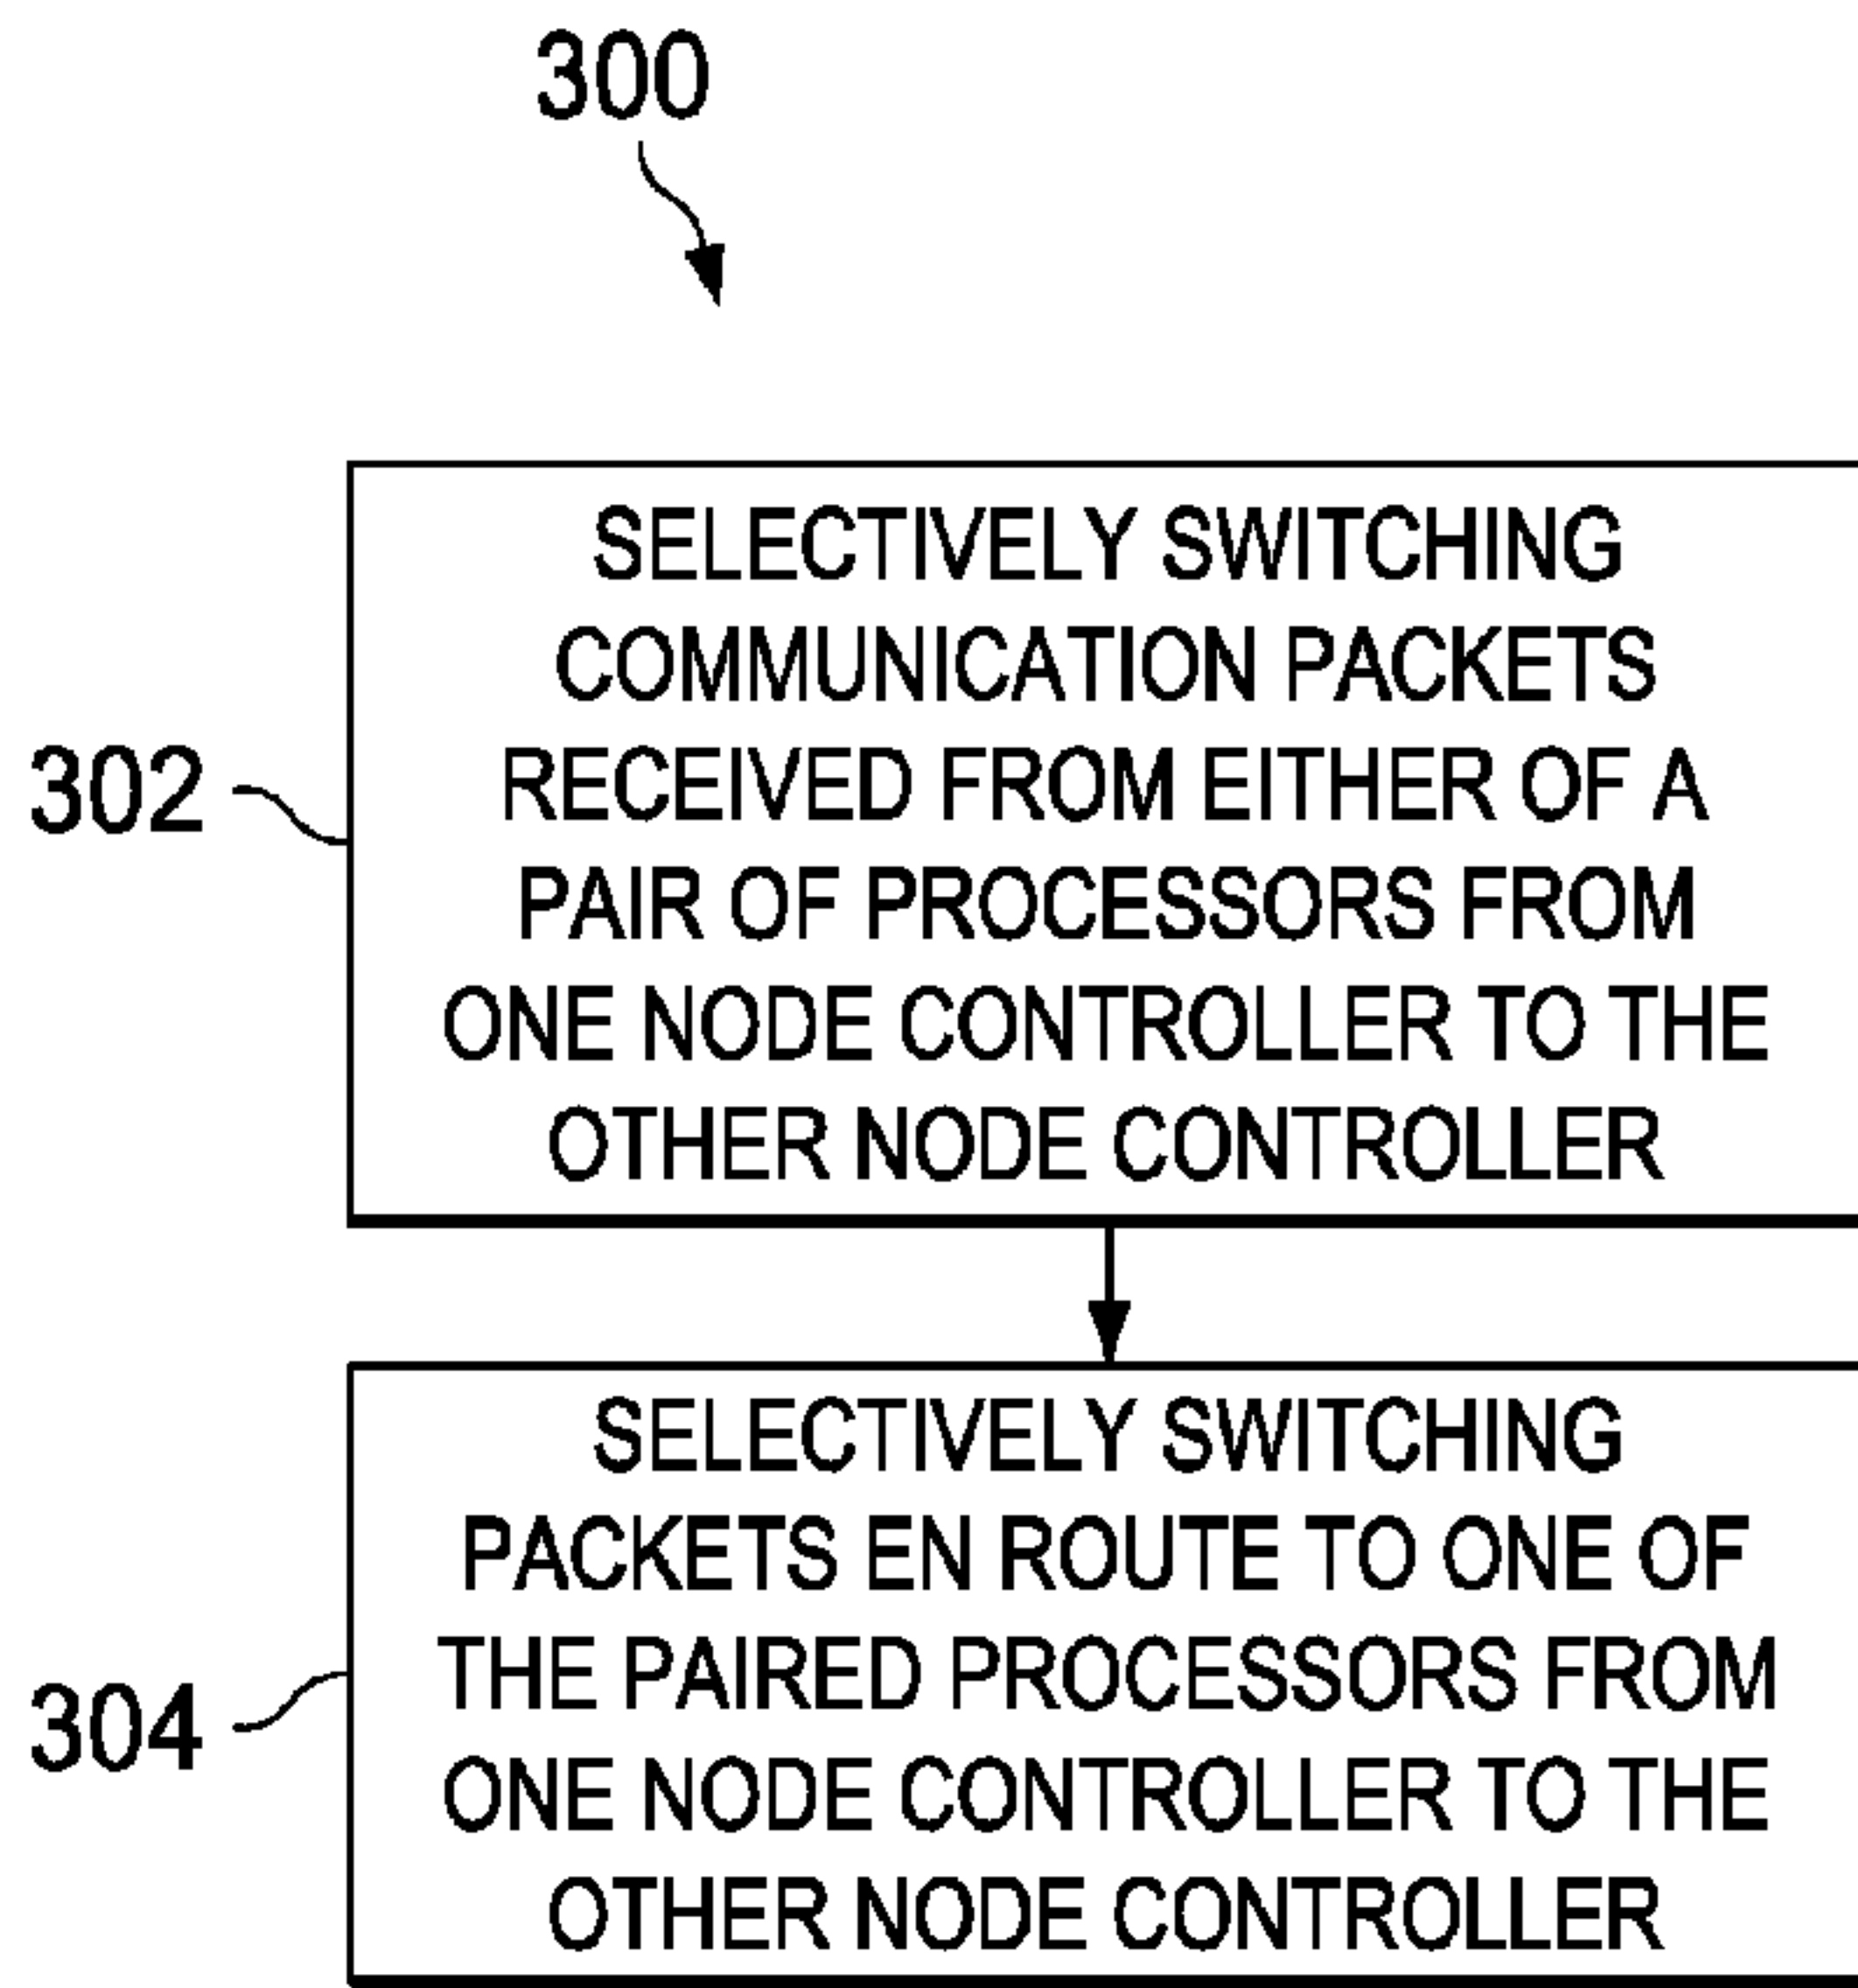 300
302
SELECTIVELY SWITCHING
COMMUNICATION PACKETS
RECEIVED FROM EITHER OF A
PAIR OF PROCESSORS FROM
ONE NODE CONTROLLER TO THE
OTHER NODE CONTROLLER
304
SELECTIVELY SWITCHING
PACKETS EN ROUTE TO ONE OF
THE PAIRED PROCESSORS FROM
ONE NODE CONTROLLER TO THE
OTHER NODE CONTROLLER